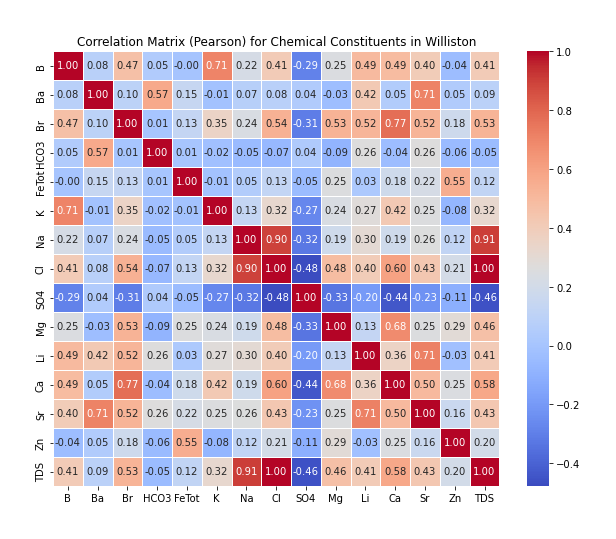 Correlation Matrix (Pearson) for Chemical Constituents in Williston
B 1.00 0.08 0.47 0.05 -0.00 0.71 0.22 0.41 -0.29 0.25 0.49 0.49 0.40 -0.04 0.41
Ba 0.08 1.00 0.10 0.57 0.15 -0.01 0.07 0.08 0.04 -0.03 0.42 0.05 0.71 0.05 0.09
Br 0.47 0.10 1.00 0.01 0.13 0.35 0.24 0.54 -0.31 0.53 0.52 0.77 0.52 0.18 0.53
HCO3 0.05 0.57 0.01 1.00 0.01 -0.02 -0.05 -0.07 0.04 -0.09 0.26 -0.04 0.26 -0.06 -0.05
FeTot -0.00 0.15 0.13 0.01 1.00 -0.01 0.05 0.13 -0.05 0.25 0.03 0.18 0.22 0.55 0.12
K 0.71 -0.01 0.35 -0.02 -0.01 1.00 0.13 0.32 -0.27 0.24 0.27 0.42 0.25 -0.08 0.32
Na 0.22 0.07 0.24 -0.05 0.05 0.13 1.00 0.90 -0.32 0.19 0.30 0.19 0.26 0.12 0.91
Cl 0.41 0.08 0.54 -0.07 0.13 0.32 0.90 1.00 -0.48 0.48 0.40 0.60 0.43 0.21 1.00
SO4 -0.29 0.04 -0.31 0.04 -0.05 -0.27 -0.32 -0.48 1.00 -0.33 -0.20 -0.44 -0.23 -0.11 -0.46
Mg 0.25 -0.03 0.53 -0.09 0.25 0.24 0.19 0.48 -0.33 1.00 0.13 0.68 0.25 0.29 0.46
Li 0.49 0.42 0.52 0.26 0.03 0.27 0.30 0.40 -0.20 0.13 1.00 0.36 0.71 -0.03 0.41
Ca 0.49 0.05 0.77 -0.04 0.18 0.42 0.19 0.60 -0.44 0.68 0.36 1.00 0.50 0.25 0.58
Sr 0.40 0.71 0.52 0.26 0.22 0.25 0.26 0.43 -0.23 0.25 0.71 0.50 1.00 0.16 0.43
Zn -0.04 0.05 0.18 -0.06 0.55 -0.08 0.12 0.21 -0.11 0.29 -0.03 0.25 0.16 1.00 0.20
TDS 0.41 0.09 0.53 -0.05 0.12 0.32 0.91 1.00 -0.46 0.46 0.41 0.58 0.43 0.20 1.00
B Ba Br HCO3 FeTot K Na Cl SO4 Mg Li Ca Sr Zn TDS
1.0
0.8
0.6
0.4
0.2
0.0
−0.2
−0.4